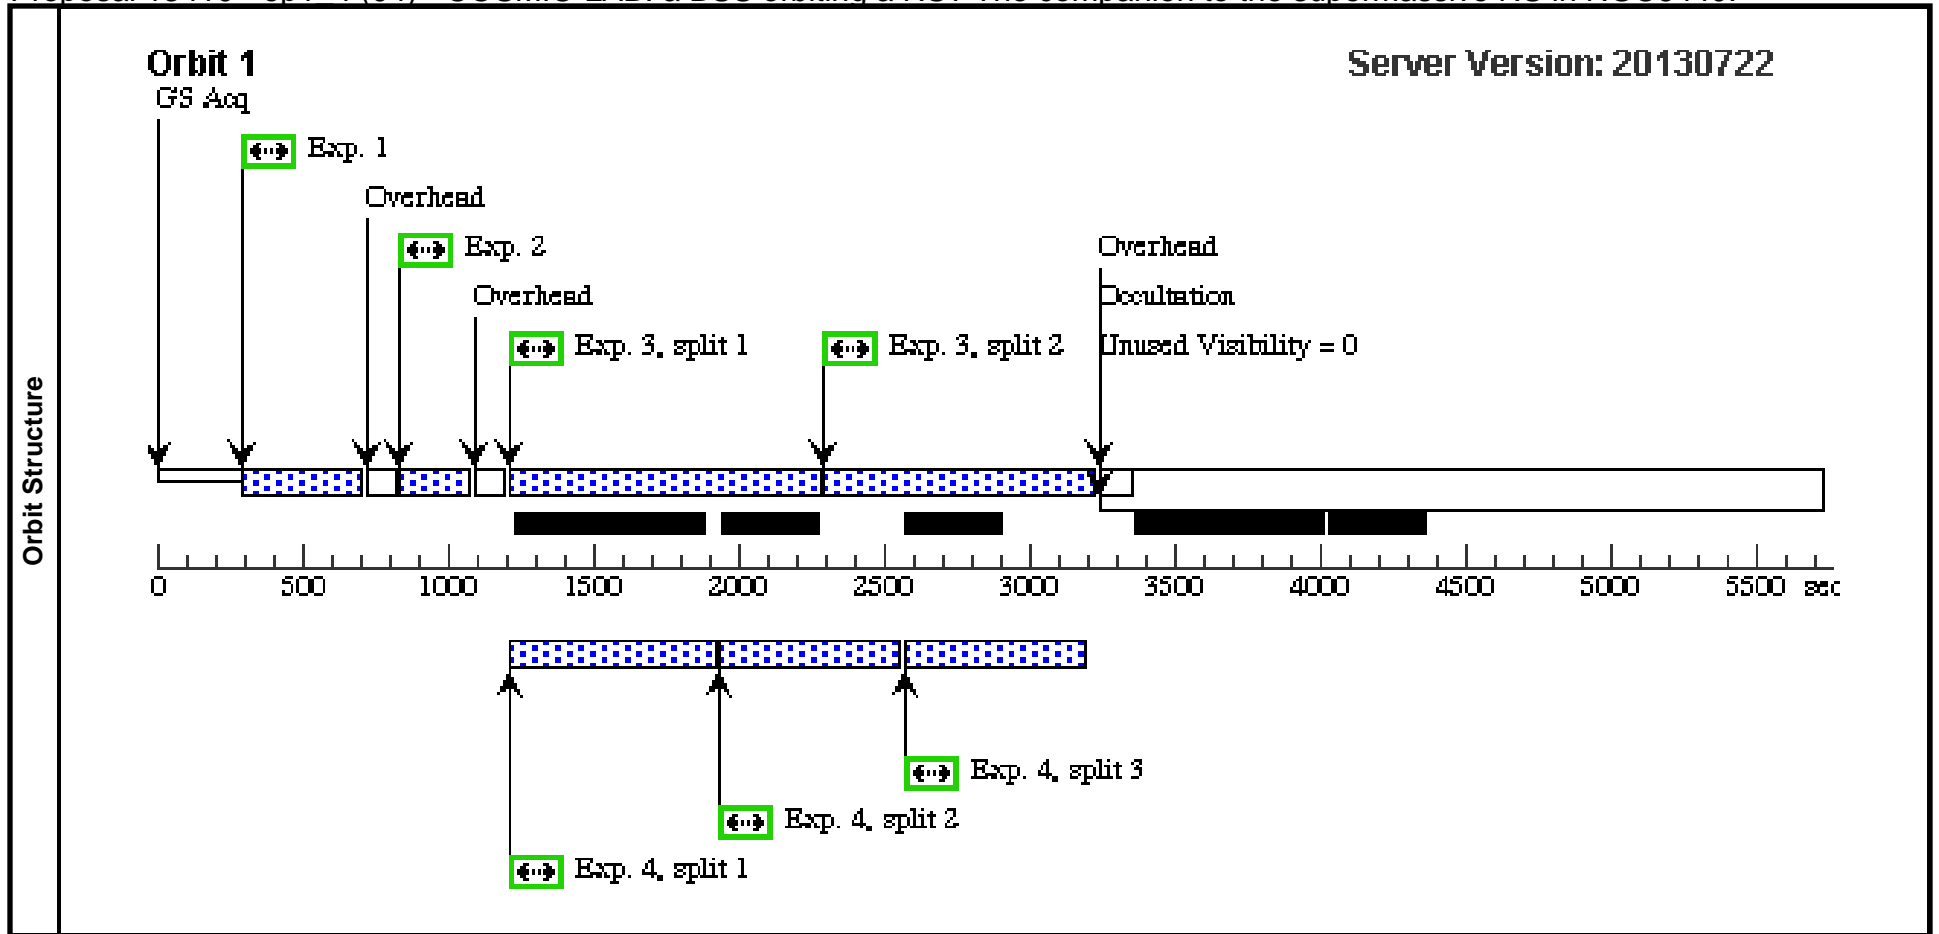 Orbit 1
Server Version: 20130722
GS Acq
Exp. 1
Overhead
Exp. 2
Overhead
Overhead
Occultation
Exp. 3, split 1
Exp. 3, split 2
Unused Visibility = 0
Orbit Structure
0 500 1000 1500 2000 2500 3000 3500 4000 4500 5000 5500 sec
Exp. 4, split 3
Exp. 4, split 2
Exp. 4, split 1